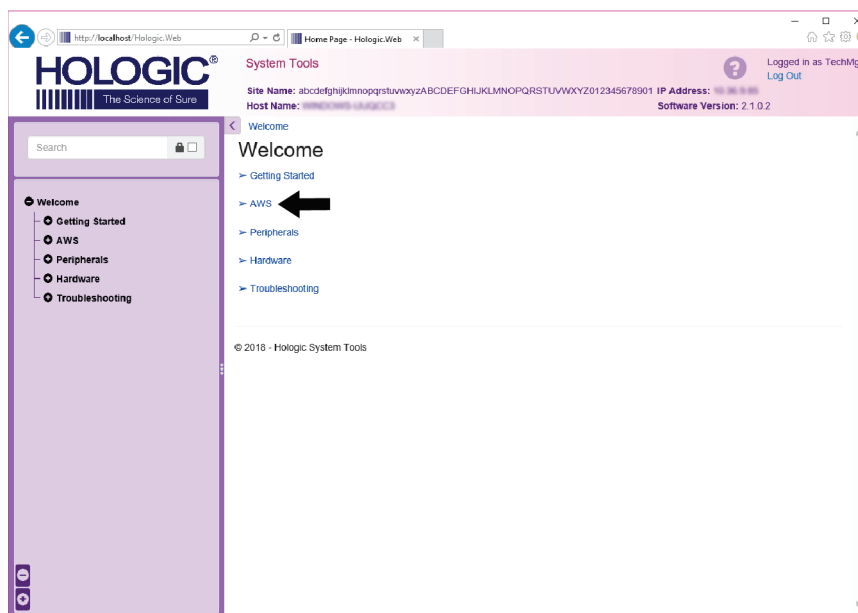 http://localhost/Hologic.Web
Home Page - Hologic.Web
HOLOGIC®
The Science of Sure
System Tools
Logged in as TechMg
Log Out
Site Name: abcdefghijklmnopqrstuvwxyzABCDEFGHIJKLMNOPQRSTUVWXYZ012345678901 IP Address:
Host Name:
Software Version: 2.1.0.2
Search
Welcome
Getting Started
AWS
Peripherals
Hardware
Troubleshooting
Welcome
Welcome
➢ Getting Started
➢ AWS
➢ Peripherals
➢ Hardware
➢ Troubleshooting
© 2018 - Hologic System Tools